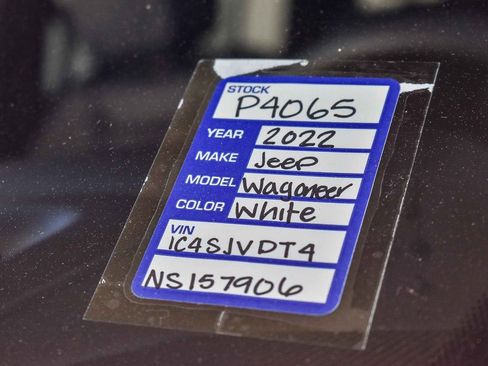 STOCK
P4065
YEAR 2022
MAKE Jeep
MODEL Wagoneer
COLOR White
VIN
1C4SJVDT4
NS157906